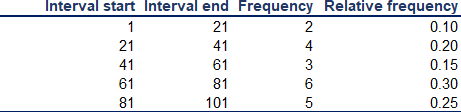 Interval start Interval end Frequency Relative frequency
1 21 2 0.10
21 41 4 0.20
41 61 3 0.15
61 81 6 0.30
81 101 5 0.25